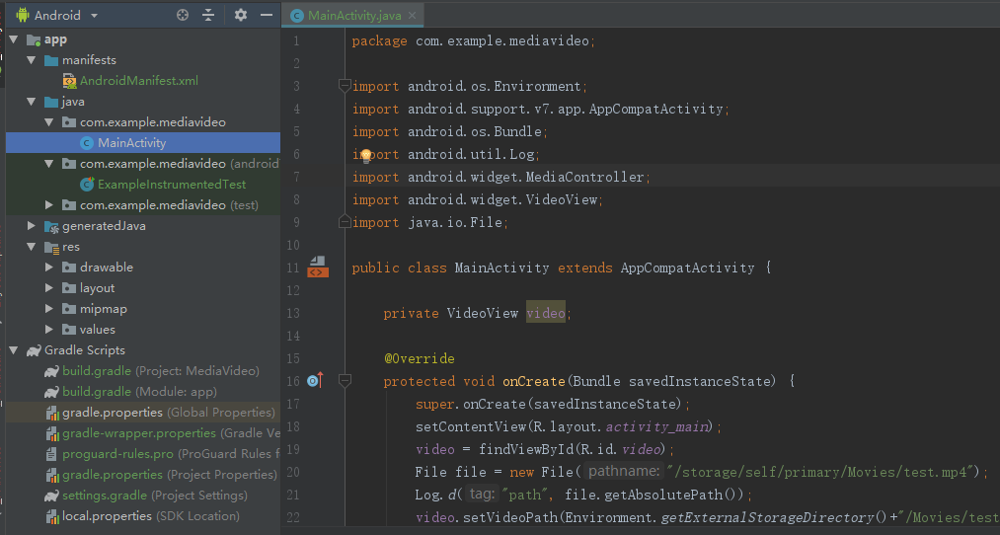 Android
app
manifests
AndroidManifest.xml
java
com.example.mediavideo
MainActivity
com.example.mediavideo (android
ExampleInstrumentedTest
com.example.mediavideo (test)
generatedJava
res
drawable
layout
mipmap
values
Gradle Scripts
build.gradle (Project: MediaVideo)
build.gradle (Module: app)
gradle.properties (Global Properties)
gradle-wrapper.properties (Gradle Ve
proguard-rules.pro (ProGuard Rules f
gradle.properties (Project Properties)
settings.gradle (Project Settings)
local.properties (SDK Location)
MainActivity.java
1 package com.example.mediavideo;
2
3 import android.os.Environment;
4 import android.support.v7.app.AppCompatActivity;
5 import android.os.Bundle;
6 import android.util.Log;
7 import android.widget.MediaController;
8 import android.widget.VideoView;
9 import java.io.File;
10
11 public class MainActivity extends AppCompatActivity {
12
13 private VideoView video;
14
15 @Override
16 protected void onCreate(Bundle savedInstanceState) {
17 super.onCreate(savedInstanceState);
18 setContentView(R.layout.activity_main);
19 video = findViewById(R.id.video);
20 File file = new File( pathname: "/storage/self/primary/Movies/test.mp4");
21 Log.d( tag: "path", file.getAbsolutePath());
22 video.setVideoPath(Environment.getExternalStorageDirectory()+"/Movies/test